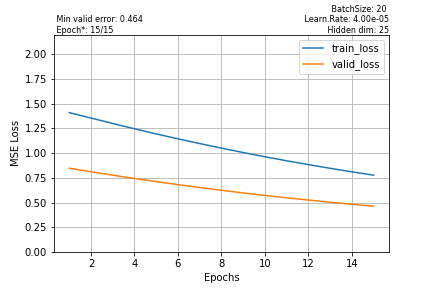 BatchSize: 20
Min valid error: 0.464
Learn.Rate: 4.00e-05
Epoch*: 15/15
Hidden dim: 25
train_loss
valid_loss
2.00
1.75
1.50
1.25
1.00
0.75
0.50
0.25
0.00
MSE Loss
2 4 6 8 10 12 14
Epochs